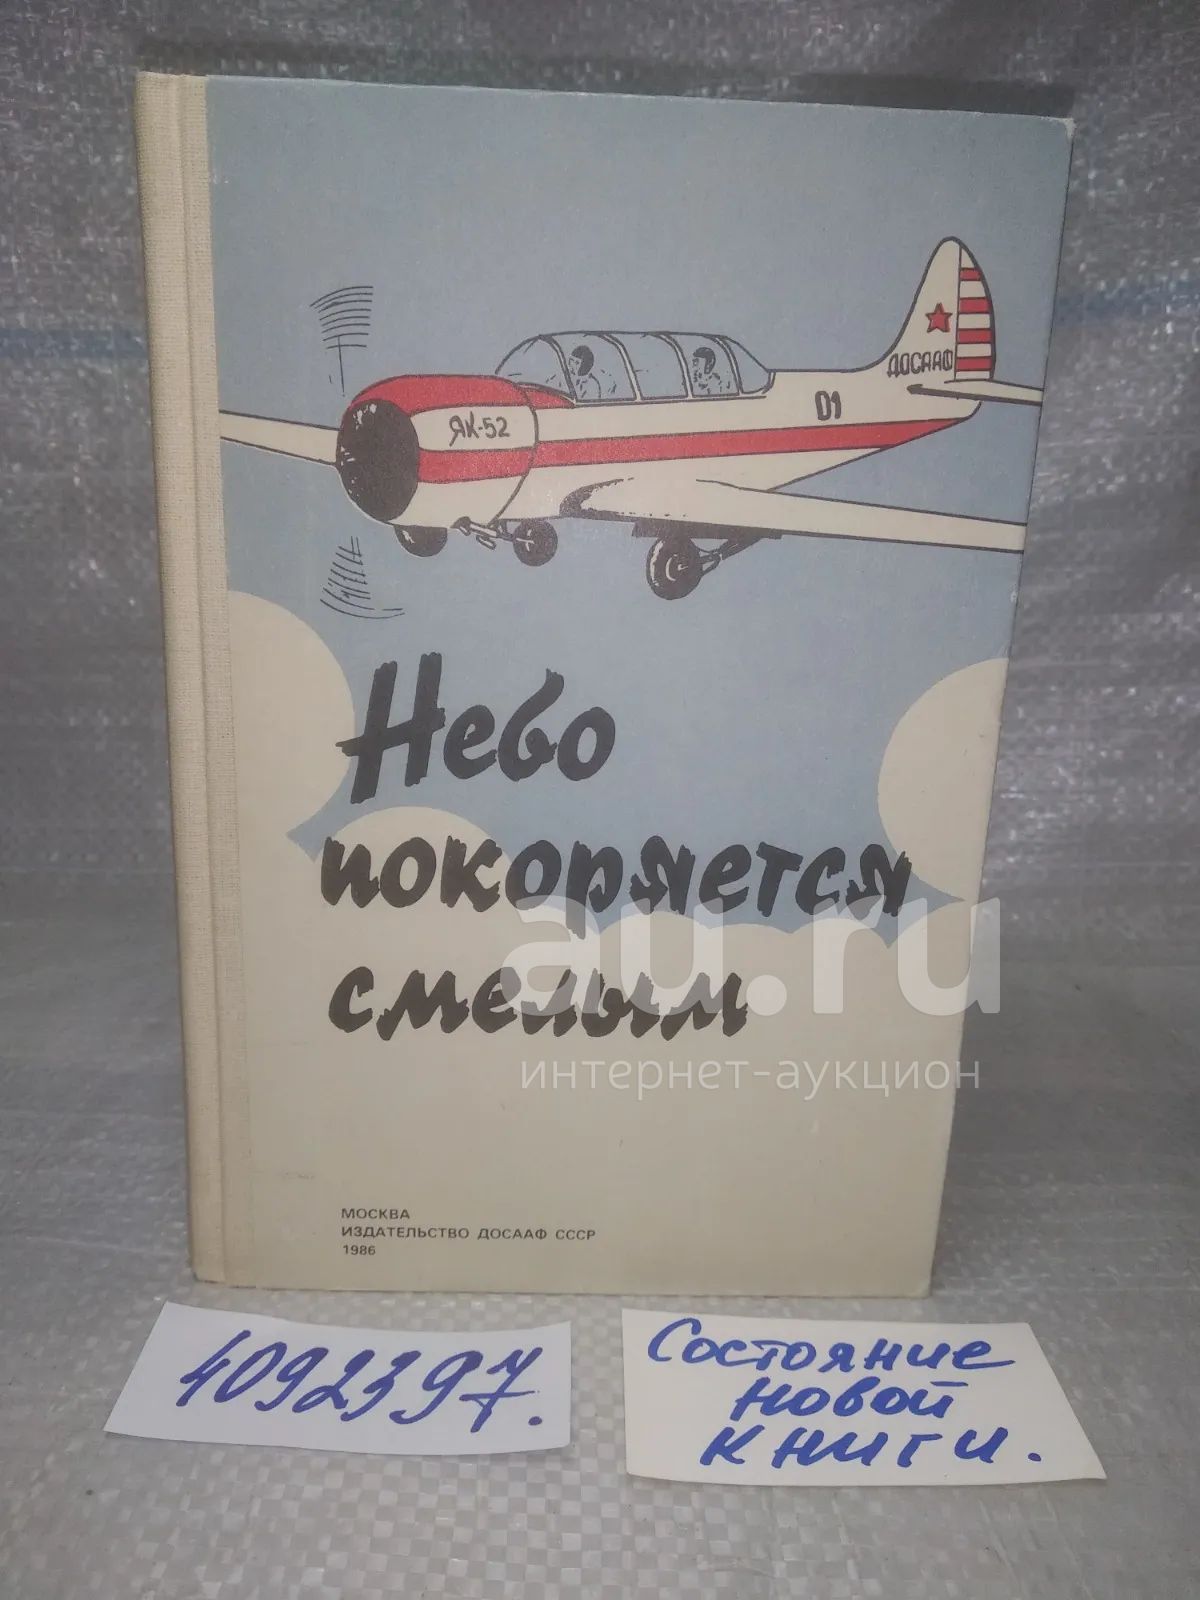 ДОСААФ
01
ЯК-52
Небо
покоряется
смелым
au.ru
интернет-аукцион
МОСКВА
ИЗДАТЕЛЬСТВО ДОСААФ СССР
1986
4092397.
Состояние
новой
книги.